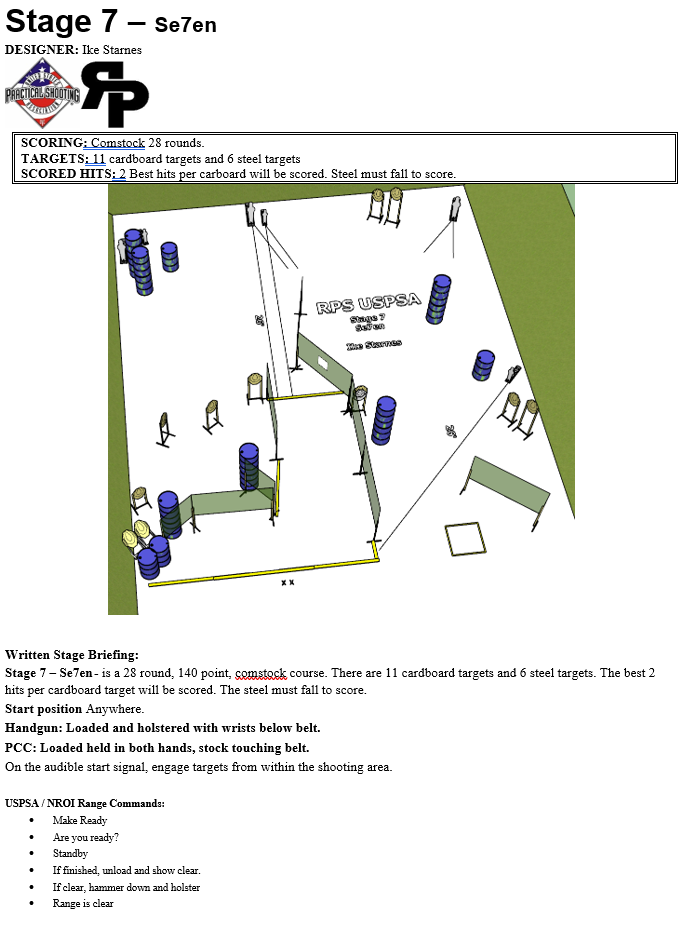 Stage 7 – Se7en
DESIGNER: Ike Starnes
PRACTICAL SHOOTING
RP
SCORING: Comstock 28 rounds.
TARGETS: 11 cardboard targets and 6 steel targets
SCORED HITS: 2 Best hits per carboard will be scored. Steel must fall to score.
RPS USPSA
Stage 7
Se7en
Ike Starnes
X X
Written Stage Briefing:
Stage 7 – Se7en- is a 28 round, 140 point, comstock course. There are 11 cardboard targets and 6 steel targets. The best 2
hits per cardboard target will be scored. The steel must fall to score.
Start position Anywhere.
Handgun: Loaded and holstered with wrists below belt.
PCC: Loaded held in both hands, stock touching belt.
On the audible start signal, engage targets from within the shooting area.
USPSA / NROI Range Commands:
• Make Ready
• Are you ready?
• Standby
• If finished, unload and show clear.
• If clear, hammer down and holster
• Range is clear